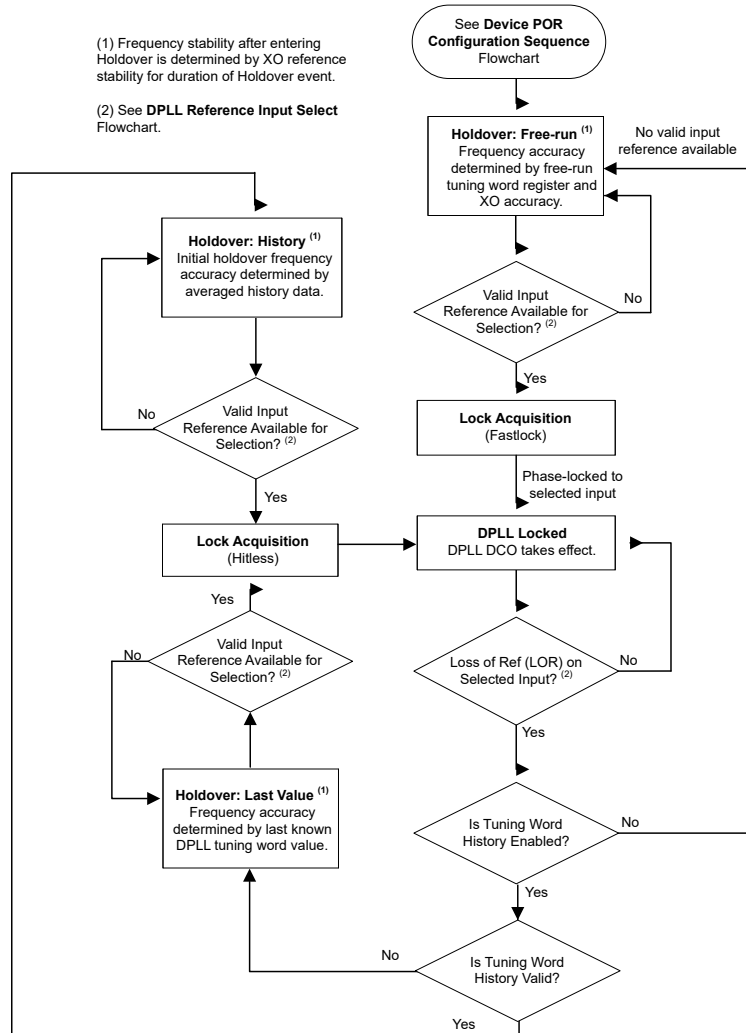 (1) Frequency stability after entering
Holdover is determined by XO reference
stability for duration of Holdover event.
(2) See DPLL Reference Input Select
Flowchart.
See Device POR
Configuration Sequence
Flowchart
Holdover: Free-run (1)
Frequency accuracy
determined by free-run
tuning word register and
XO accuracy.
No valid input
reference available
Valid Input
Reference Available for
Selection? (2)
No
Yes
Lock Acquisition
(Fastlock)
Phase-locked to
selected input
Holdover: History (1)
Initial holdover frequency
accuracy determined by
averaged history data.
No
Valid Input
Reference Available for
Selection? (2)
Yes
Lock Acquisition
(Hitless)
DPLL Locked
DPLL DCO takes effect.
Yes
No
Valid Input
Reference Available for
Selection? (2)
Loss of Ref (LOR) on
Selected Input? (2)
No
Yes
Holdover: Last Value (1)
Frequency accuracy
determined by last known
DPLL tuning word value.
Is Tuning Word
History Enabled?
No
Yes
No
Is Tuning Word
History Valid?
Yes